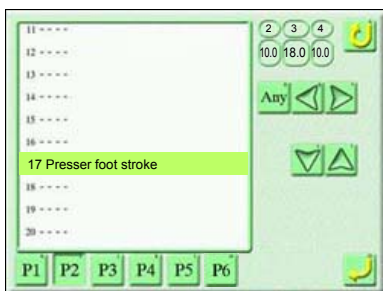 11 ----
2 3 4
12 ----
10.0 18.0 10.0
13 ----
14 ----
Any
15 ----
16 ----
17 Presser foot stroke
18 ----
19 ----
20 ----
P1 P2 P3 P4 P5 P6